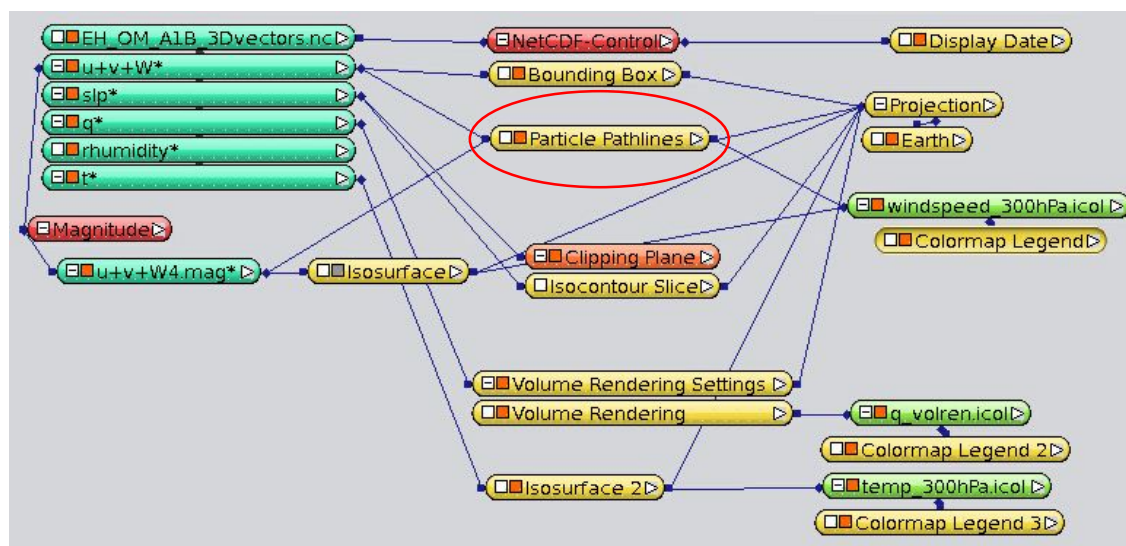 EH_OM_A1B_3Dvectors.nc
NetCDF-Control
Display Date
u+v+W*
Bounding Box
slp*
Projection
q*
Particle Pathlines
Earth
rhumidity*
t*
windspeed_300hPa.icol
Magnitude
Colormap Legend
Clipping Plane
u+v+W4.mag*
Isosurface
Isocontour Slice
Volume Rendering Settings
Volume Rendering
q_volren.icol
Colormap Legend 2
Isosurface 2
temp_300hPa.icol
Colormap Legend 3